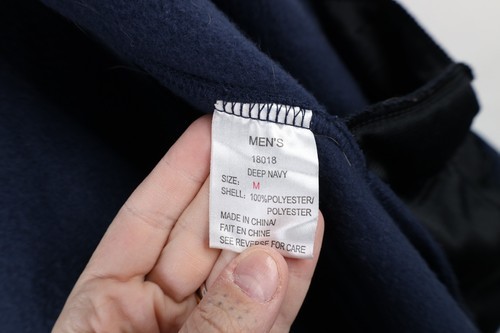 MEN'S
18018
DEEP NAVY
SIZE: M
SHELL: 100%POLYESTER/
POLYESTER
MADE IN CHINA/
FAIT EN CHINE
SEE REVERSE FOR CARE